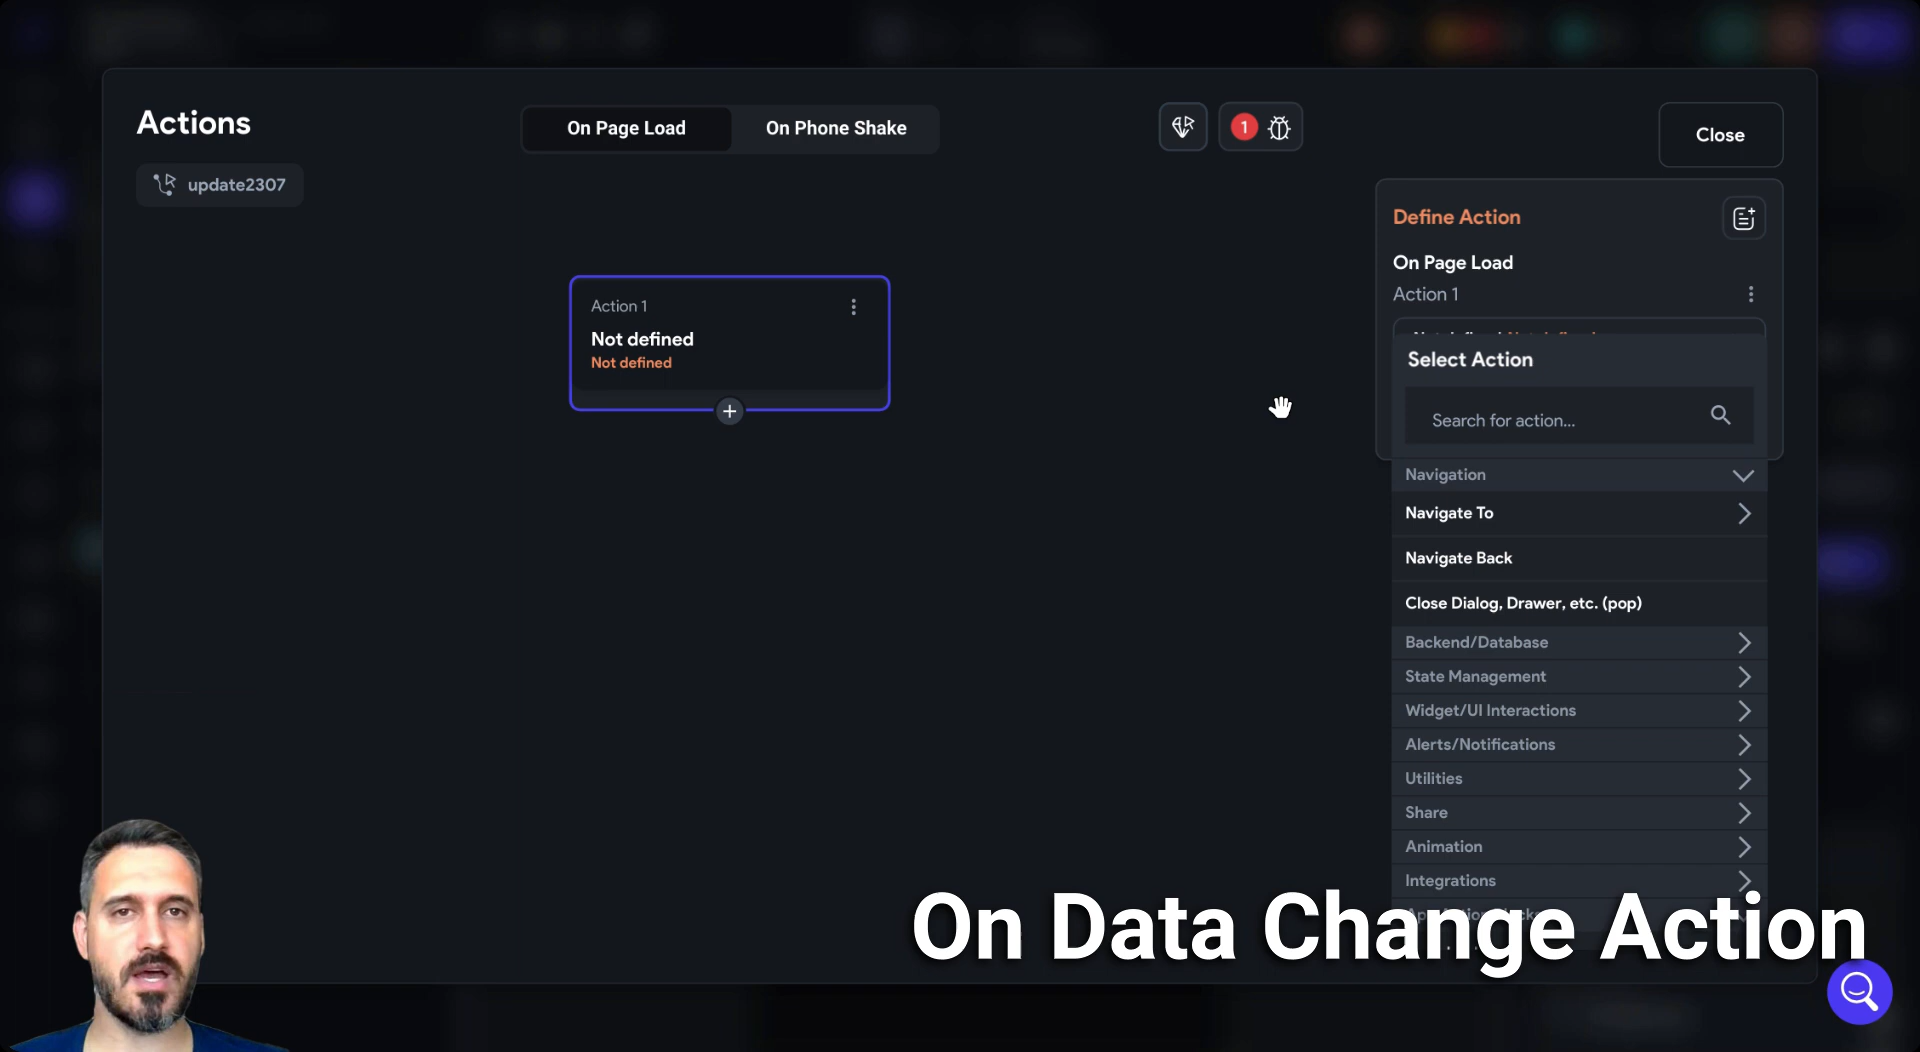 Actions
On Page Load
On Phone Shake
1
Close
update2307
Define Action
On Page Load
Action 1
Action 1
Not defined
Not defined
Select Action
Search for action...
Navigation
Navigate To
Navigate Back
Close Dialog, Drawer, etc. (pop)
Backend/Database
State Management
Widget/UI Interactions
Alerts/Notifications
Utilities
Share
Animation
Integrations
On Data Change Action